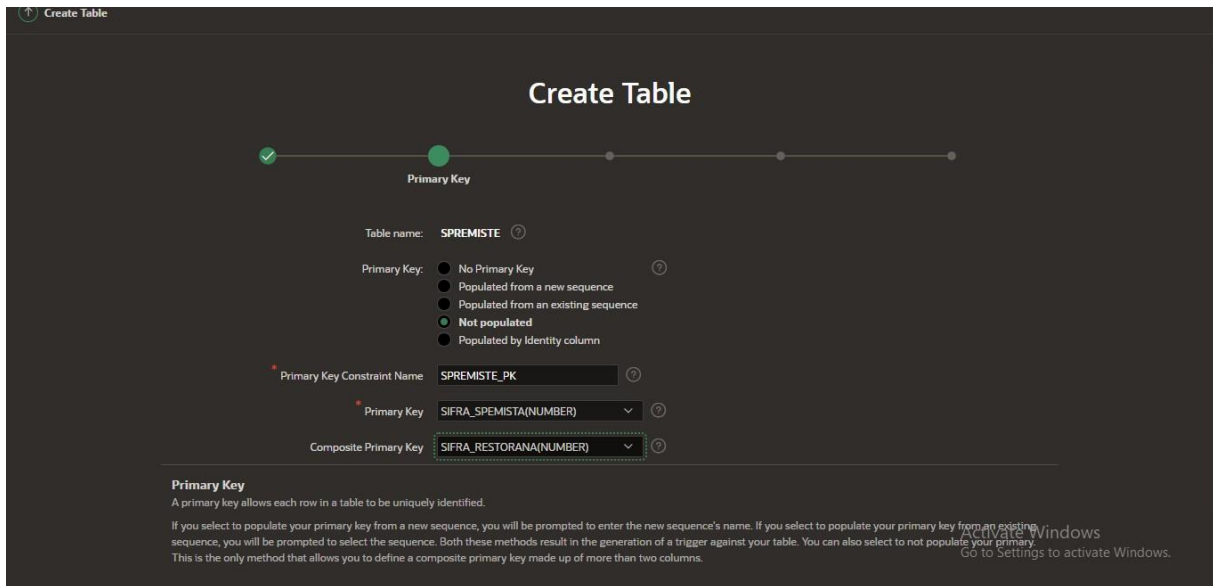 Create Table
Create Table
Primary Key
Table name: SPREMISTE ?
Primary Key: No Primary Key ?
Populated from a new sequence
Populated from an existing sequence
Not populated
Populated by Identity column
* Primary Key Constraint Name SPREMISTE_PK ?
* Primary Key SIFRA_SPEMISTA(NUMBER) ?
Composite Primary Key SIFRA_RESTORANA(NUMBER) ?
Primary Key
A primary key allows each row in a table to be uniquely identified.
If you select to populate your primary key from a new sequence, you will be prompted to enter the new sequence's name. If you select to populate your primary key from an existing
sequence, you will be prompted to select the sequence. Both these methods result in the generation of a trigger against your table. You can also select to not populate your primary.
This is the only method that allows you to define a composite primary key made up of more than two columns.
Activate Windows
Go to Settings to activate Windows.